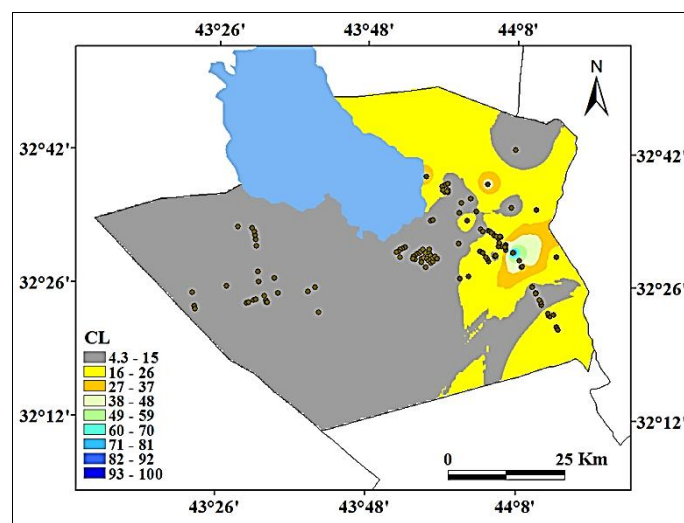 43°26' 43°48' 44°8'
N
32°42' 32°42'
32°26' 32°26'
CL
4.3 - 15
16 - 26
27 - 37
38 - 48
49 - 59
60 - 70
71 - 81
82 - 92
93 - 100
32°12' 32°12'
0 25 Km
43°26' 43°48' 44°8'